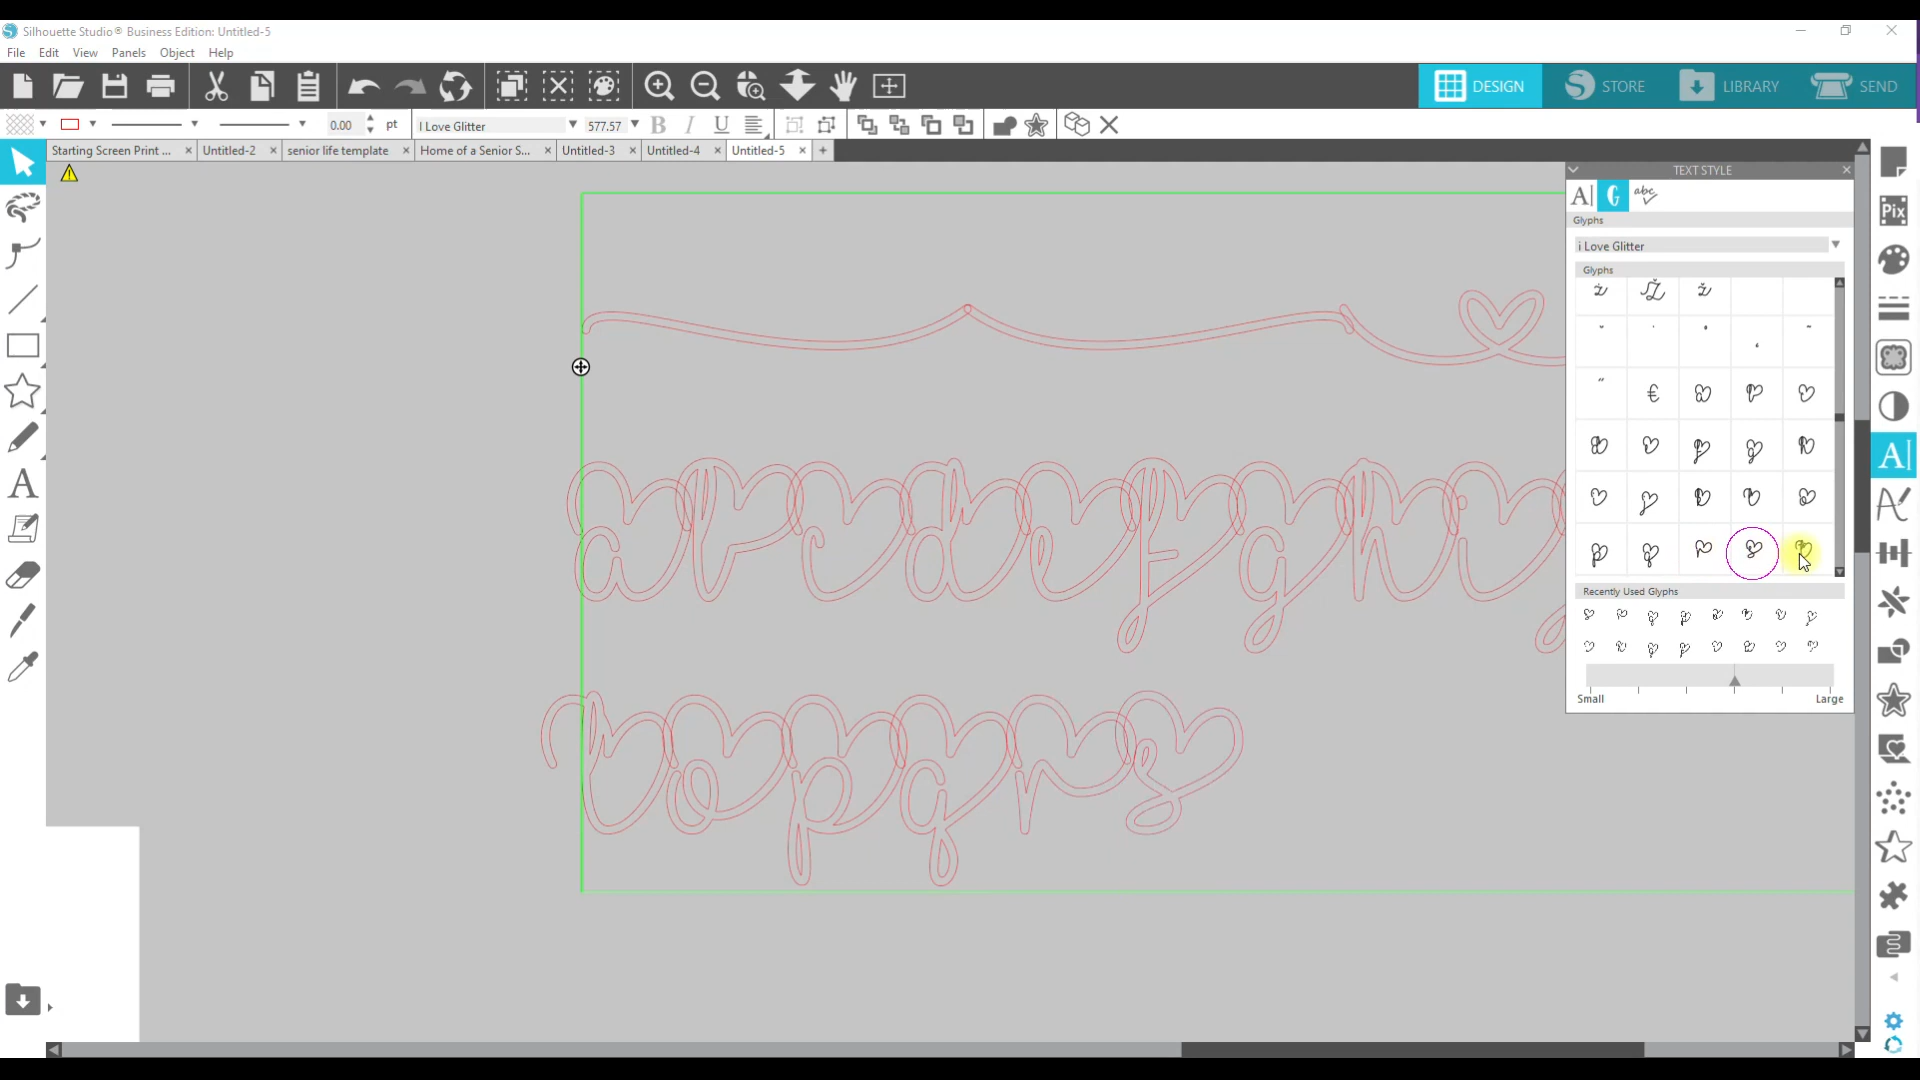 Silhouette Studio® Business Edition: Untitled-5
File Edit View Panels Object Help
DESIGN STORE LIBRARY SEND
0.00 pt I Love Glitter 577.57 B I U
Starting Screen Print ... Untitled-2 senior life template Home of a Senior S... Untitled-3 Untitled-4 Untitled-5
TEXT STYLE
A G abc
Glyphs
i Love Glitter
Glyphs
Pix
Recently Used Glyphs
Small Large